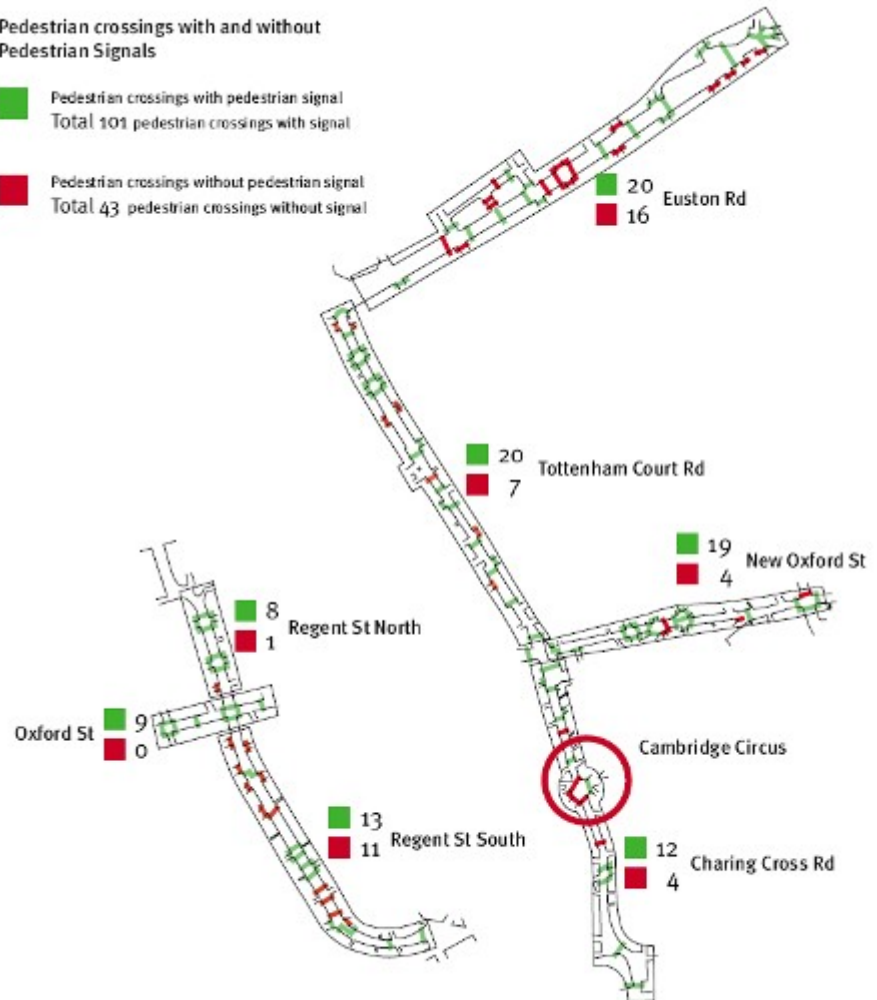 Pedestrian crossings with and without
Pedestrian Signals
Pedestrian crossings with pedestrian signal
Total 101 pedestrian crossings with signal
Pedestrian crossings without pedestrian signal
Total 43 pedestrian crossings without signal
20
16
Euston Rd
20
7
Tottenham Court Rd
19
4
New Oxford St
8
1
Regent St North
Oxford St
9
0
Cambridge Circus
13
11
Regent St South
12
4
Charing Cross Rd